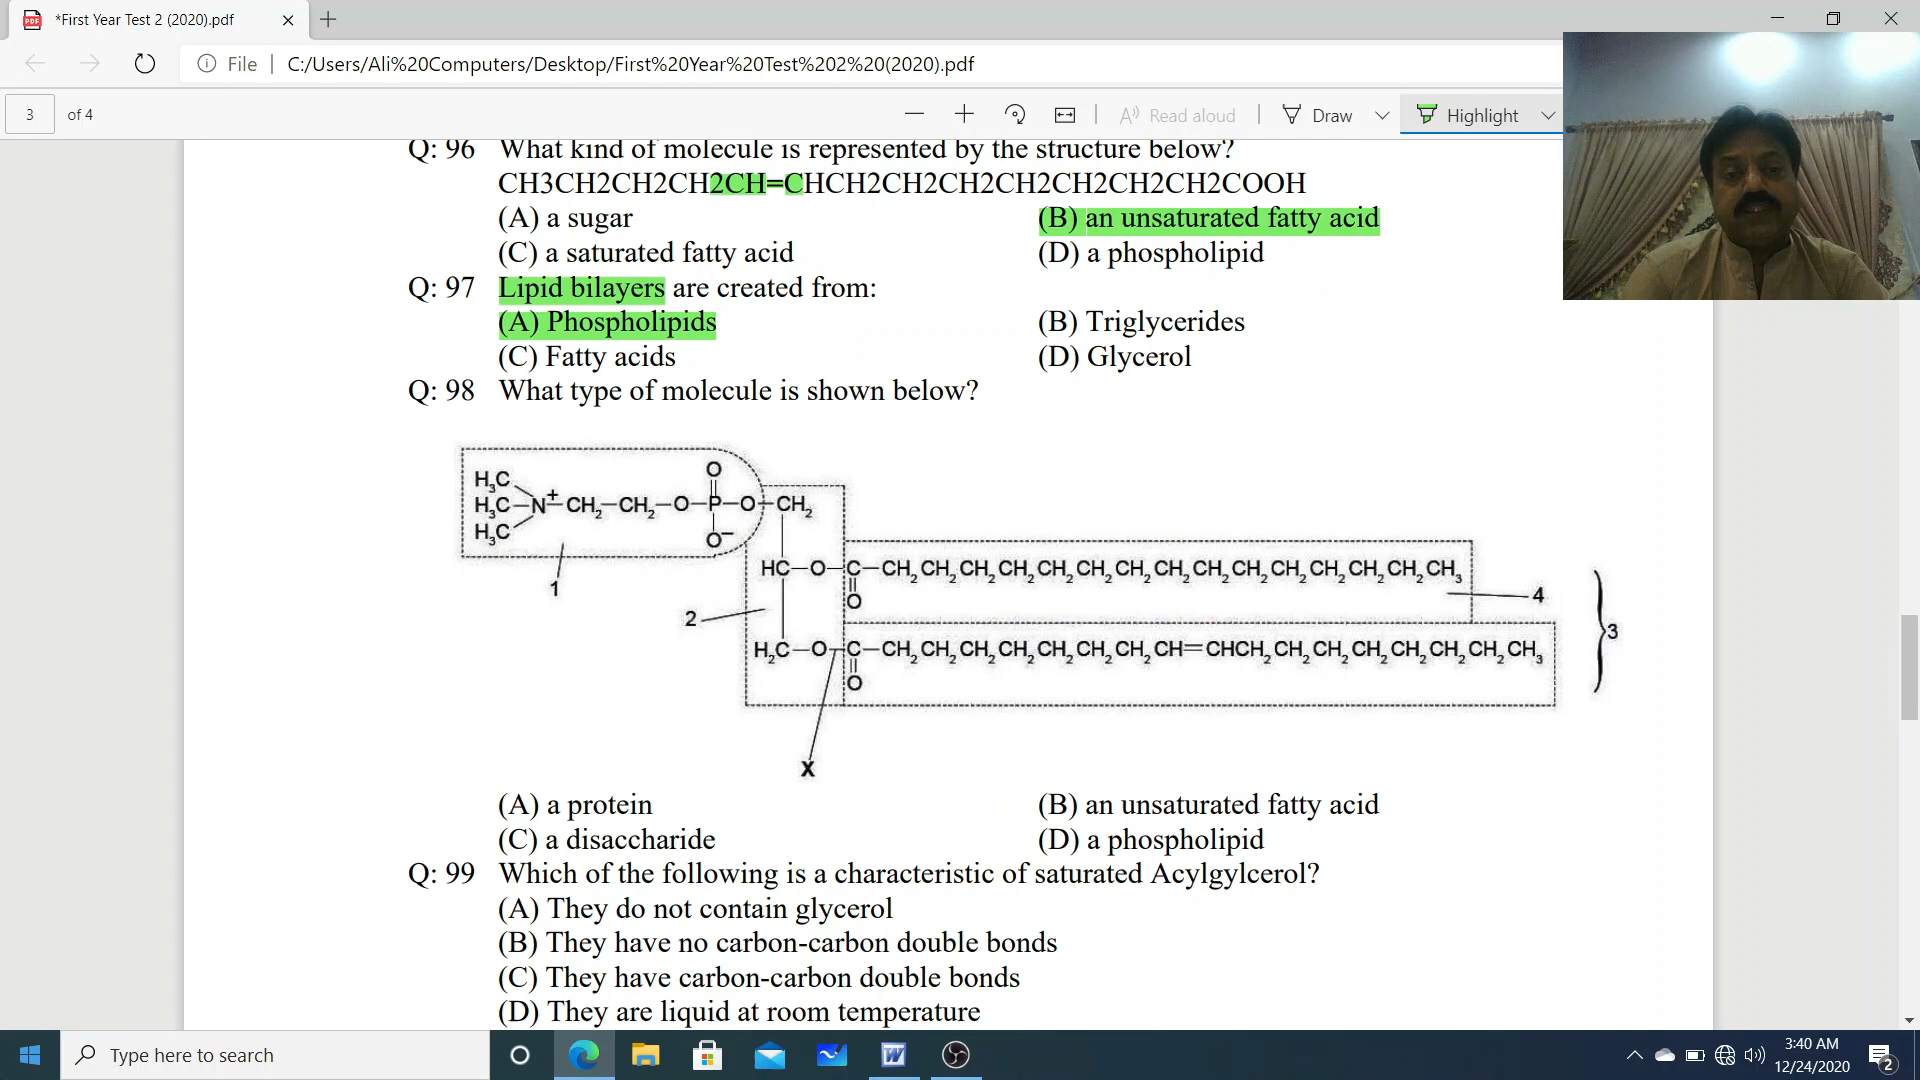 *First Year Test 2 (2020).pdf
File | C:/Users/Ali%20Computers/Desktop/First%20Year%20Test%202%20(2020).pdf
3 of 4
Read aloud
Draw
Highlight
Q: 96 What kind of molecule is represented by the structure below?
CH3CH2CH2CH2CH=CHCH2CH2CH2CH2CH2CH2CH2COOH
(A) a sugar (B) an unsaturated fatty acid
(C) a saturated fatty acid (D) a phospholipid
Q: 97 Lipid bilayers are created from:
(A) Phospholipids (B) Triglycerides
(C) Fatty acids (D) Glycerol
Q: 98 What type of molecule is shown below?
O
H₃C
H₃C–N⁺–CH₂–CH₂–O–P–O–CH₂
H₃C
O⁻
1
HC–O–C–CH₂CH₂CH₂CH₂CH₂CH₂CH₂CH₂CH₂CH₂CH₂CH₂CH₂CH₂CH₃
O
4
2
3
H₂C–O–C–CH₂CH₂CH₂CH₂CH₂CH₂CH₂CH=CHCH₂CH₂CH₂CH₂CH₂CH₂CH₂CH₃
O
X
(A) a protein (B) an unsaturated fatty acid
(C) a disaccharide (D) a phospholipid
Q: 99 Which of the following is a characteristic of saturated Acylgylcerol?
(A) They do not contain glycerol
(B) They have no carbon-carbon double bonds
(C) They have carbon-carbon double bonds
(D) They are liquid at room temperature
Type here to search
3:40 AM
12/24/2020
2